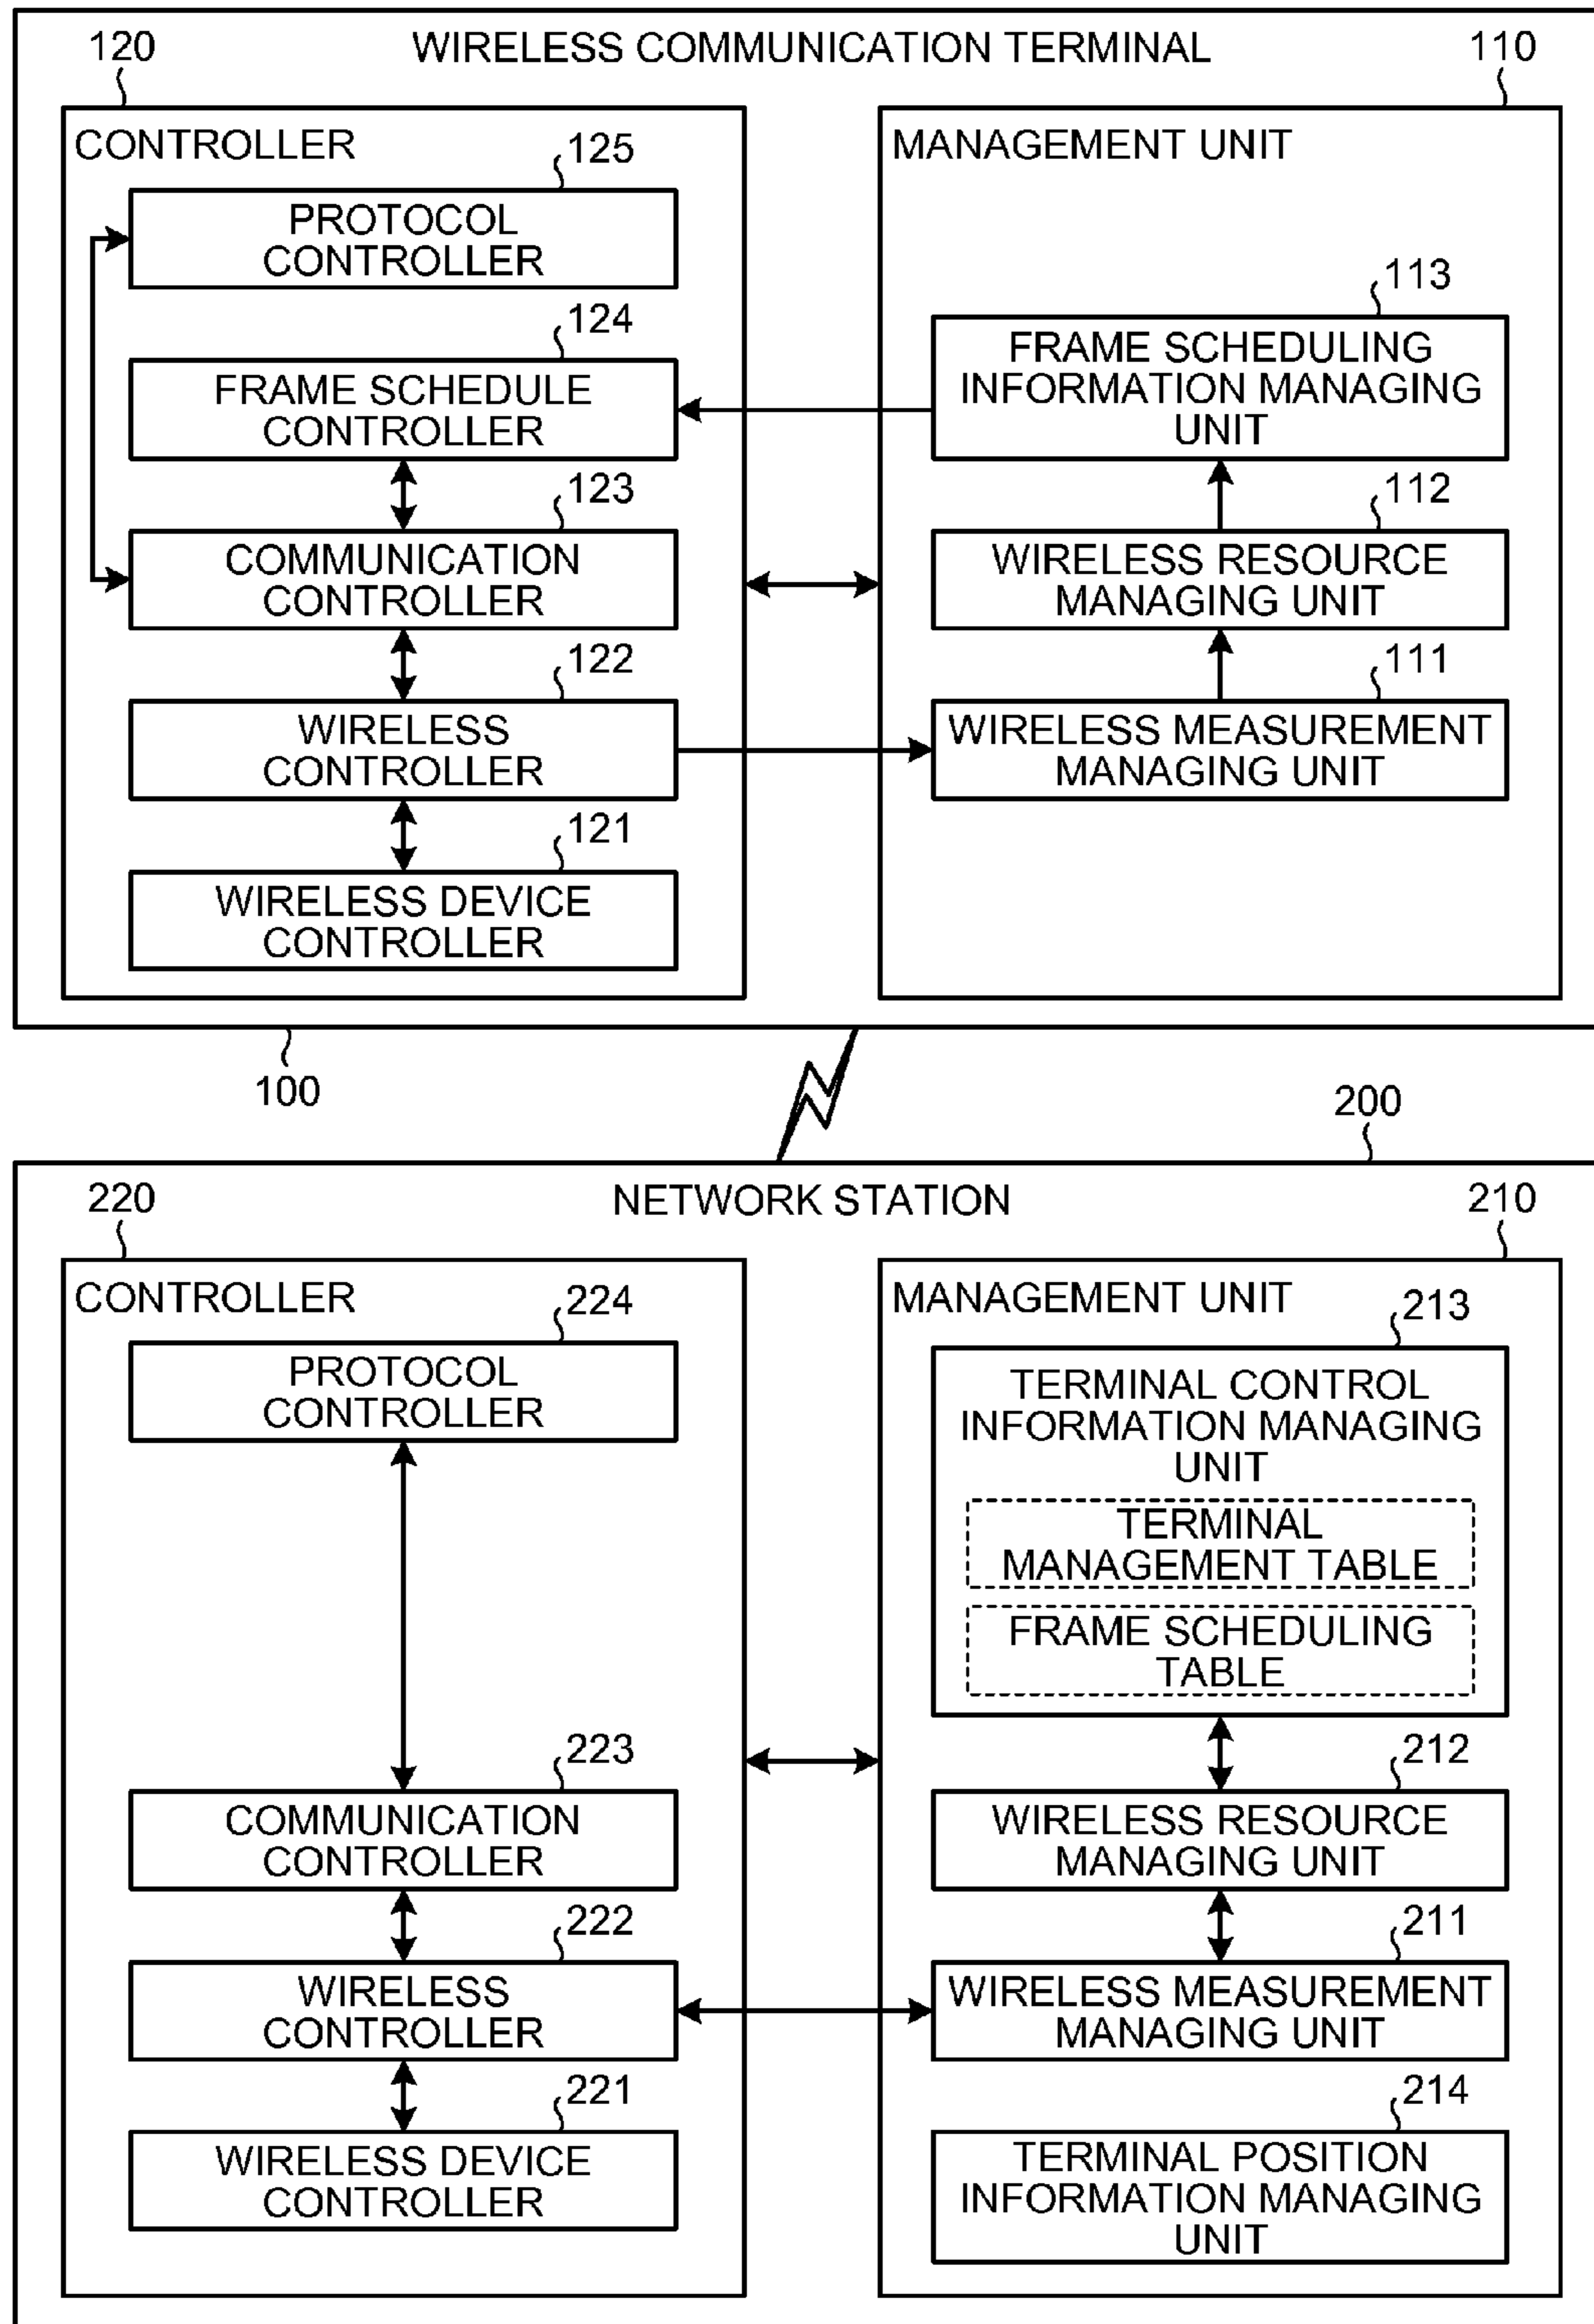 120
WIRELESS COMMUNICATION TERMINAL
110
CONTROLLER
125
PROTOCOL
CONTROLLER
124
FRAME SCHEDULE
CONTROLLER
123
COMMUNICATION
CONTROLLER
122
WIRELESS
CONTROLLER
121
WIRELESS DEVICE
CONTROLLER
MANAGEMENT UNIT
113
FRAME SCHEDULING
INFORMATION MANAGING
UNIT
112
WIRELESS RESOURCE
MANAGING UNIT
111
WIRELESS MEASUREMENT
MANAGING UNIT
100
200
220
NETWORK STATION
210
CONTROLLER
224
PROTOCOL
CONTROLLER
223
COMMUNICATION
CONTROLLER
222
WIRELESS
CONTROLLER
221
WIRELESS DEVICE
CONTROLLER
MANAGEMENT UNIT
213
TERMINAL CONTROL
INFORMATION MANAGING
UNIT
TERMINAL
MANAGEMENT TABLE
FRAME SCHEDULING
TABLE
212
WIRELESS RESOURCE
MANAGING UNIT
211
WIRELESS MEASUREMENT
MANAGING UNIT
214
TERMINAL POSITION
INFORMATION MANAGING
UNIT